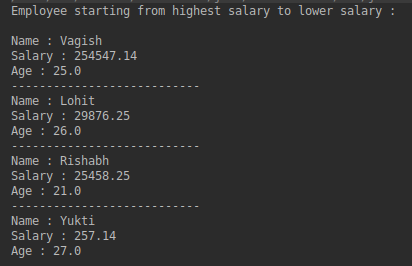 Employee starting from highest salary to lower salary :
Name : Vagish
Salary : 254547.14
Age : 25.0
---------------------------
Name : Lohit
Salary : 29876.25
Age : 26.0
---------------------------
Name : Rishabh
Salary : 25458.25
Age : 21.0
---------------------------
Name : Yukti
Salary : 257.14
Age : 27.0